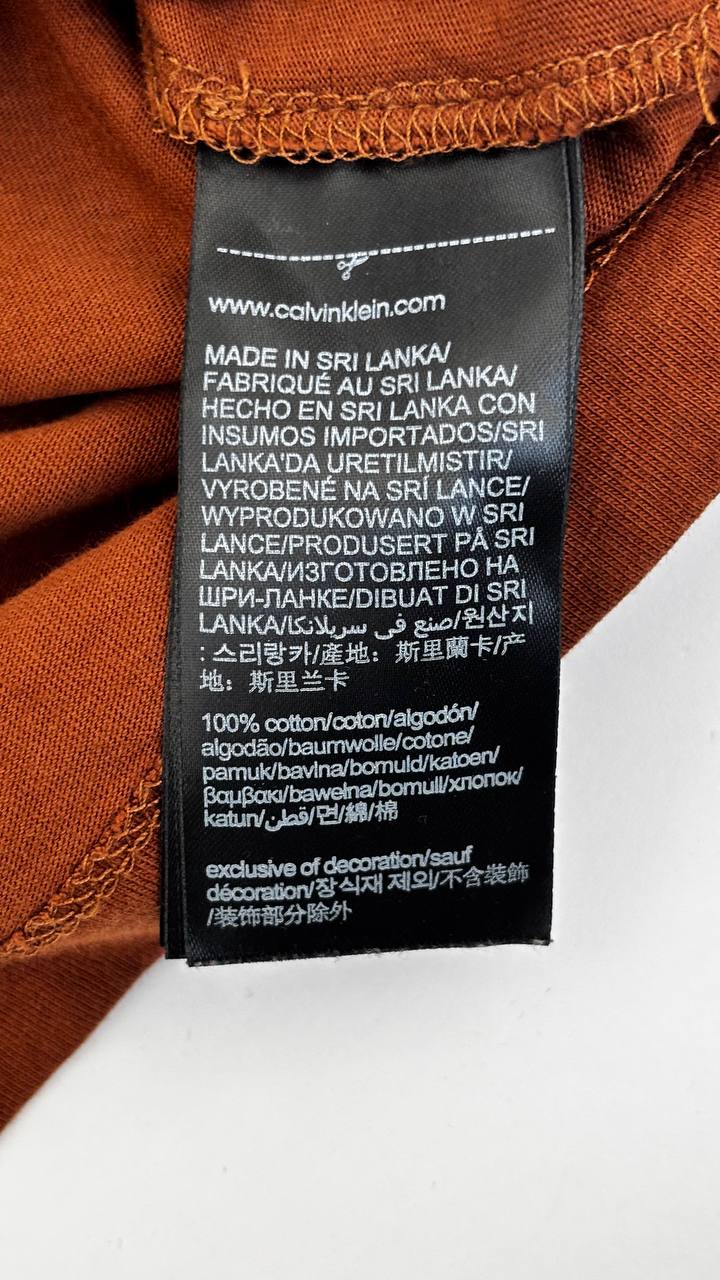 www.calvinklein.com
MADE IN SRI LANKA/
FABRIQUÉ AU SRI LANKA/
HECHO EN SRI LANKA CON
INSUMOS IMPORTADOS/SRI
LANKA'DA URETILMISTIR/
VYROBENÉ NA SRÍ LANCE/
WYPRODUKOWANO W SRI
LANCE/PRODUSERT PÅ SRI
LANKA/ИЗГОТОВЛЕНО НА
ШРИ-ЛАНКЕ/DIBUAT DI SRI
LANKA/صنع في سريلانكا/원산지
: 스리랑카/產地：斯里蘭卡/产
地：斯里兰卡
100% cotton/coton/algodón/
algodão/baumwolle/cotone/
pamuk/bavlna/bomuld/katoen/
βαμβακι/bawełna/bomull/хлопок/
katun/قطن/면/綿/棉
exclusive of decoration/sauf
décoration/장식재 제외/不含裝飾
/装饰部分除外